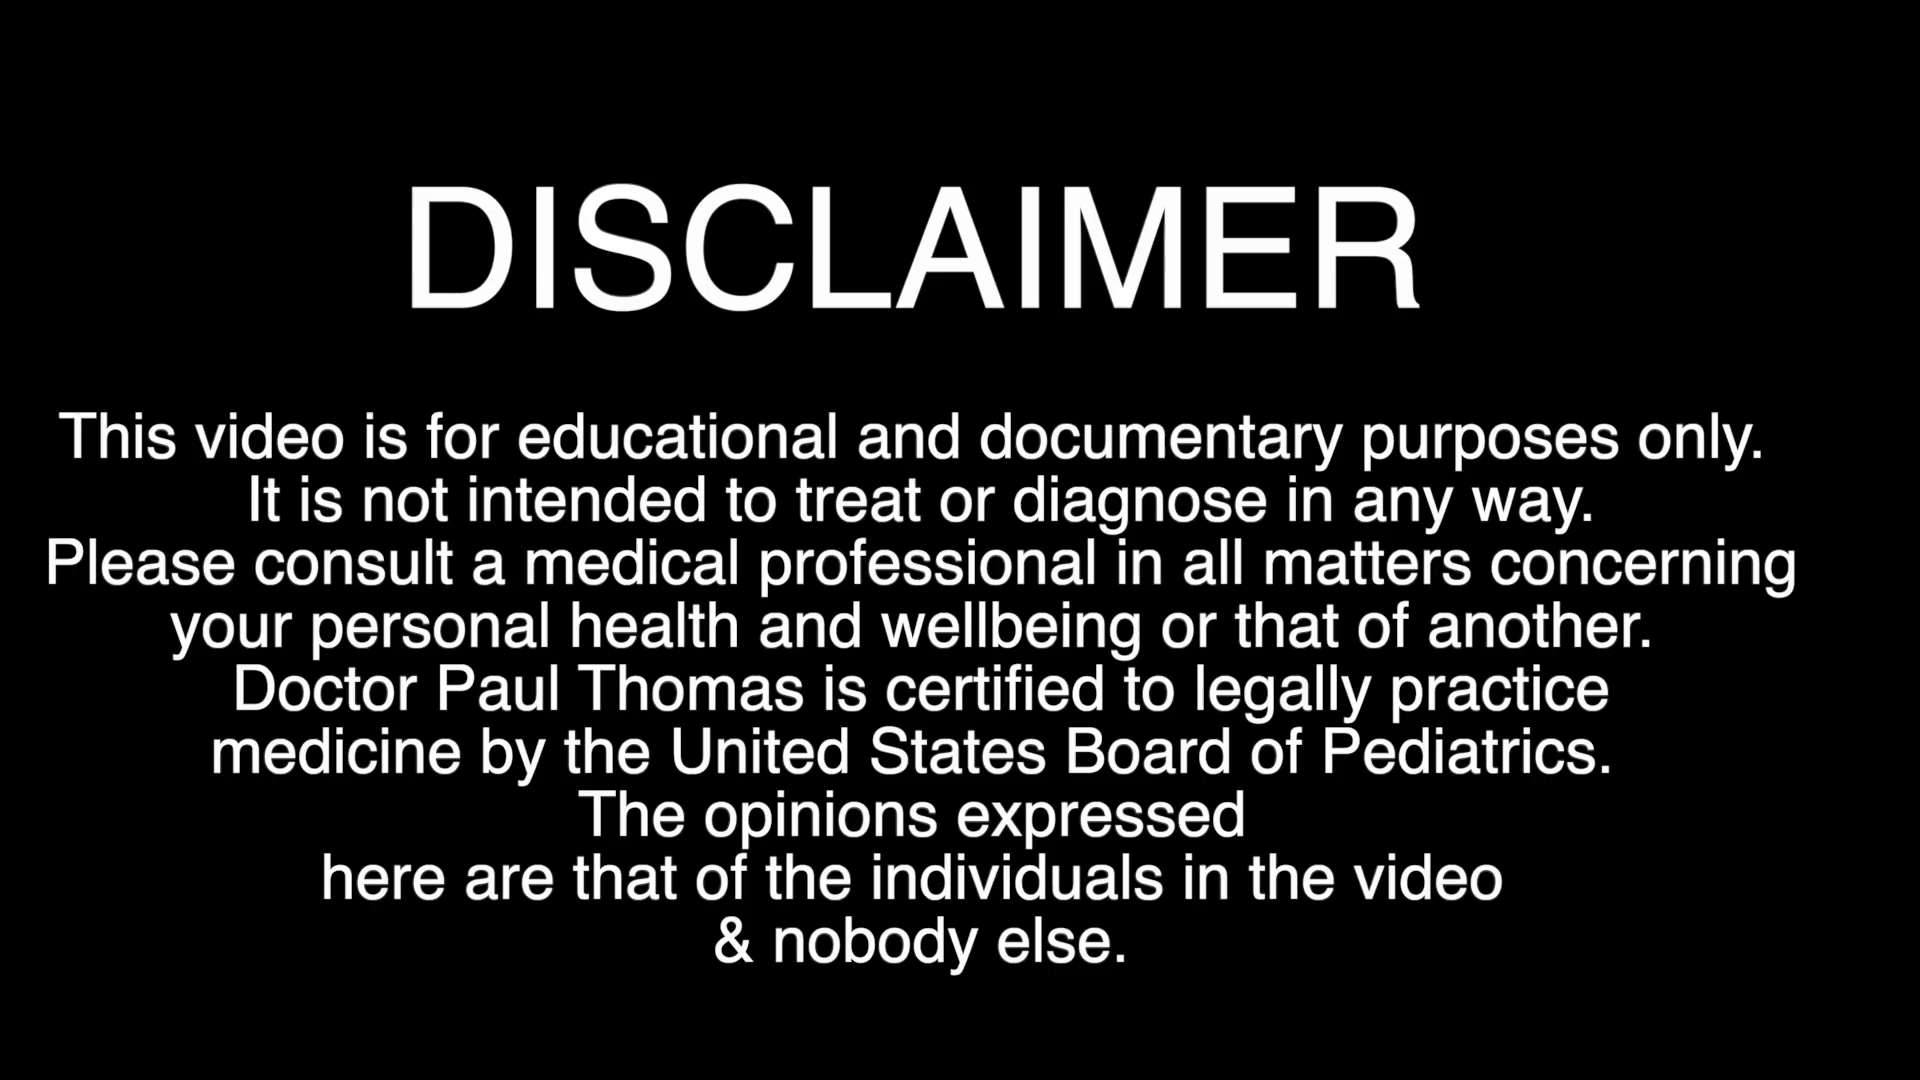 DISCLAIMER
This video is for educational and documentary purposes only.
It is not intended to treat or diagnose in any way.
Please consult a medical professional in all matters concerning
your personal health and wellbeing or that of another.
Doctor Paul Thomas is certified to legally practice
medicine by the United States Board of Pediatrics.
The opinions expressed
here are that of the individuals in the video
& nobody else.